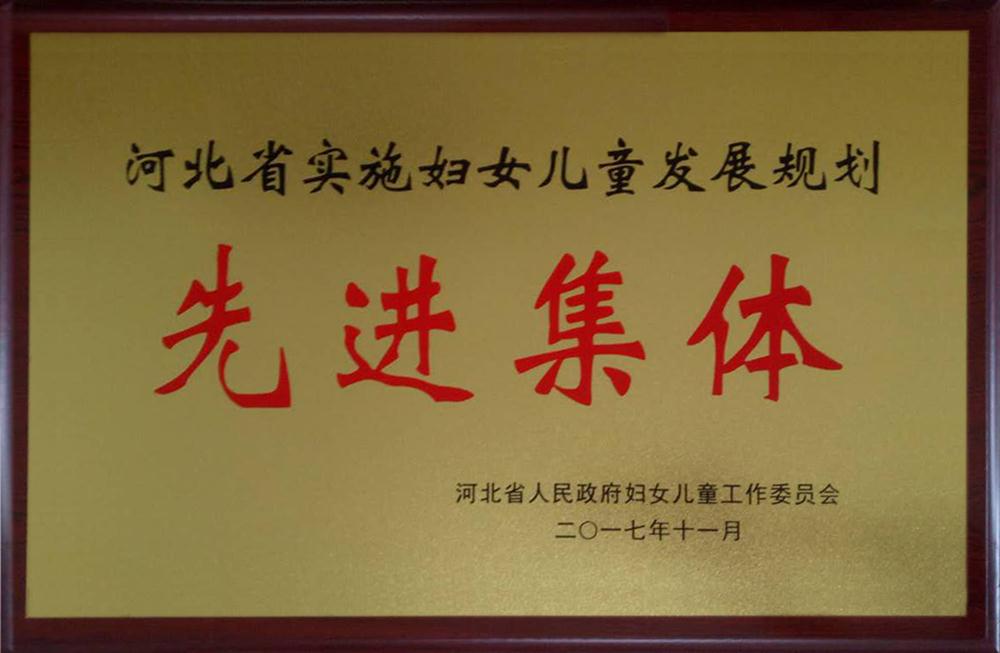 河北省实施妇女儿童发展规划
先进集体
河北省人民政府妇女儿童工作委员会
二〇一七年十一月